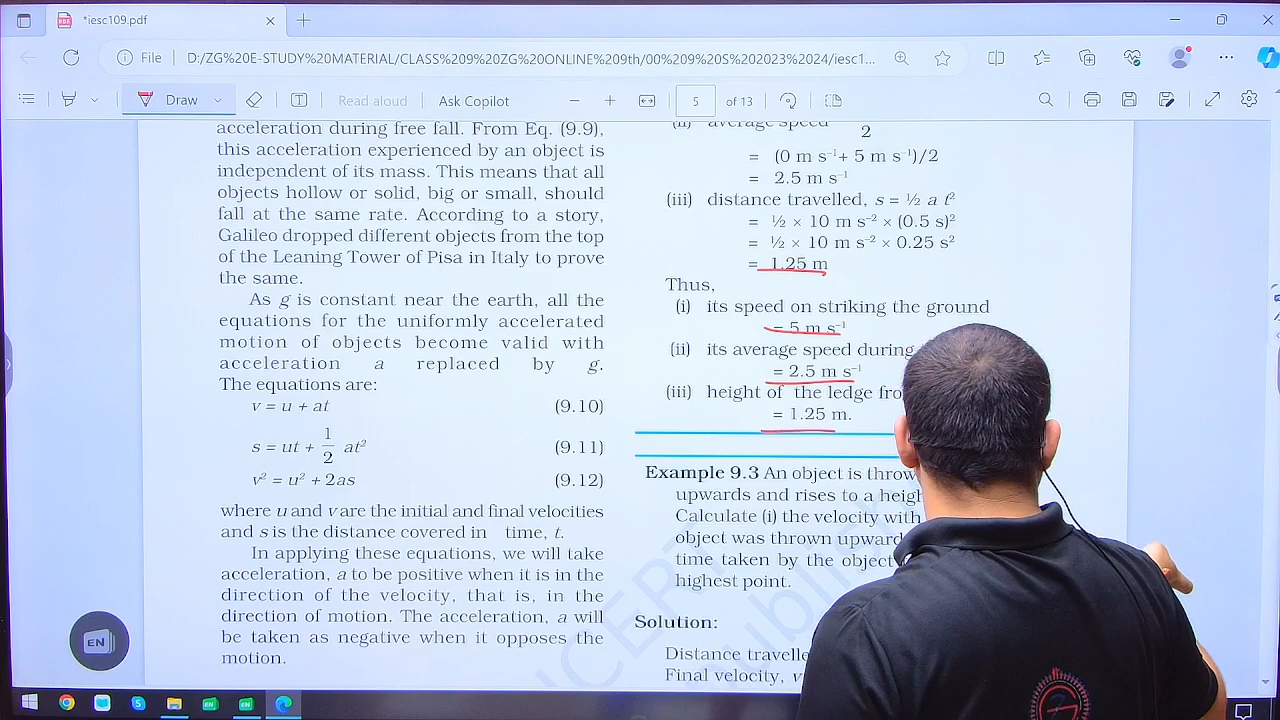 *iesc109.pdf
File
D:/ZG%20E-STUDY%20MATERIAL/CLASS%209%20ZG%20ONLINE%209th/00%209%20S%202023%2024/iesc1...
Draw
Read aloud
Ask Copilot
5
of 13
acceleration during free fall. From Eq. (9.9),
this acceleration experienced by an object is
independent of its mass. This means that all
objects hollow or solid, big or small, should
fall at the same rate. According to a story,
Galileo dropped different objects from the top
of the Leaning Tower of Pisa in Italy to prove
the same.
As g is constant near the earth, all the
equations for the uniformly accelerated
motion of objects become valid with
acceleration a replaced by g.
The equations are:
v = u + at (9.10)
s = ut + 1/2 at² (9.11)
v² = u² + 2as (9.12)
where u and v are the initial and final velocities
and s is the distance covered in time, t.
In applying these equations, we will take
acceleration, a to be positive when it is in the
direction of the velocity, that is, in the
direction of motion. The acceleration, a will
be taken as negative when it opposes the
motion.
(ii) average speed
2
= (0 m s⁻¹+ 5 m s⁻¹)/2
= 2.5 m s⁻¹
(iii) distance travelled, s = ½ a t²
= ½ × 10 m s⁻² × (0.5 s)²
= ½ × 10 m s⁻² × 0.25 s²
= 1.25 m
Thus,
(i) its speed on striking the ground
= 5 m s⁻¹
(ii) its average speed during
= 2.5 m s⁻¹
(iii) height of the ledge
= 1.25 m.
Example 9.3 An object is
upwards and rises to a
Calculate (i) the velocity
object was thrown
time taken by the object
highest point.
Solution:
Distance
Final velocity, v
NCERT
EN